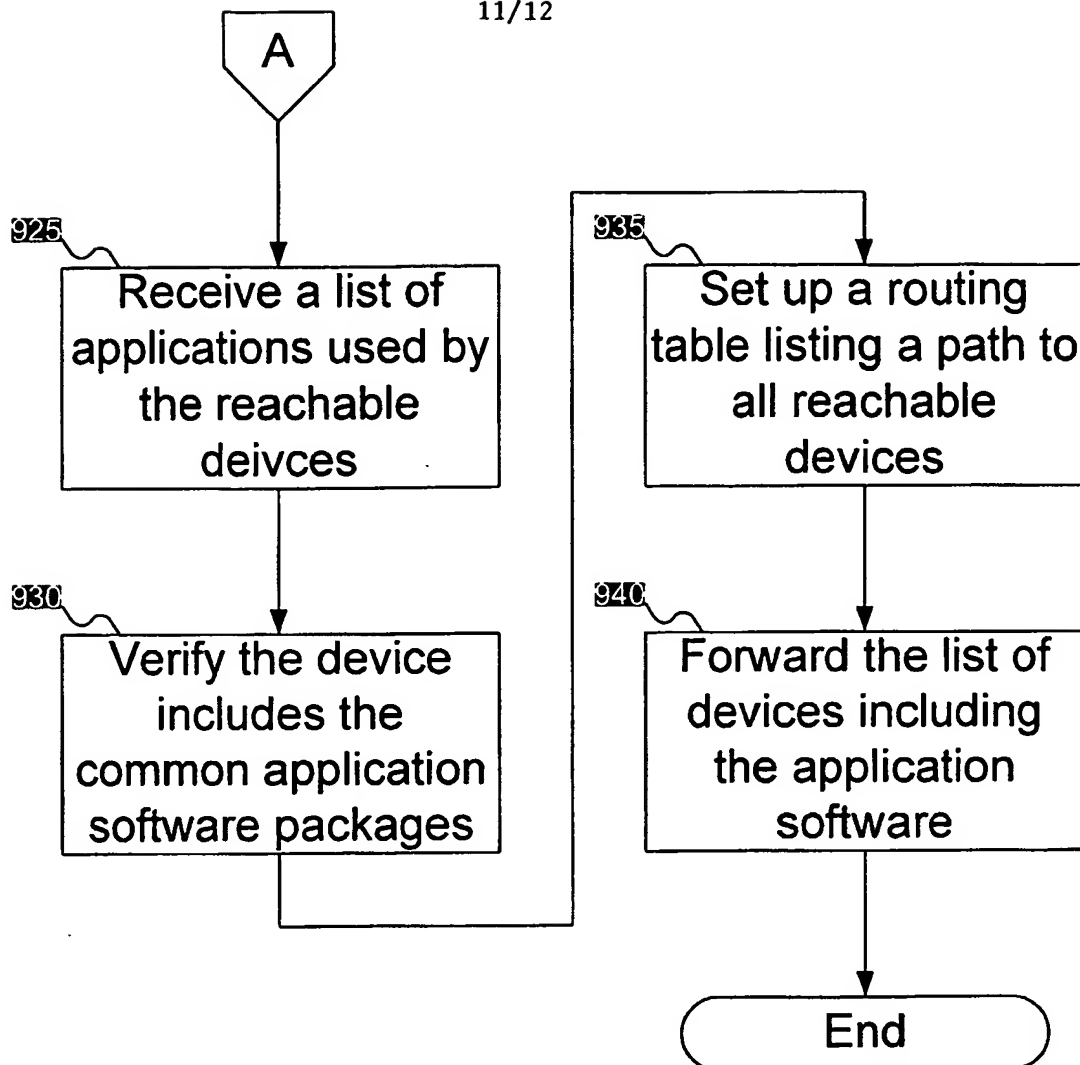 11/12
A
925
Receive a list of
applications used by
the reachable
deivces
930
Verify the device
includes the
common application
software packages
935
Set up a routing
table listing a path to
all reachable
devices
940
Forward the list of
devices including
the application
software
End